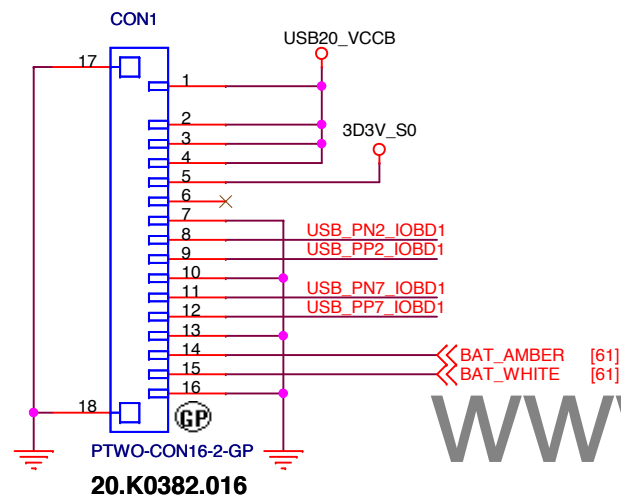 CON1
USB20_VCCB
17
1
3D3V_S0
2
3
4
5
6
7
8 USB_PN2_IOBD1
9 USB_PP2_IOBD1
10
11 USB_PN7_IOBD1
12 USB_PP7_IOBD1
13
14 BAT_AMBER [61]
15 BAT_WHITE [61]
16
18
GP
PTWO-CON16-2-GP
20.K0382.016
ww